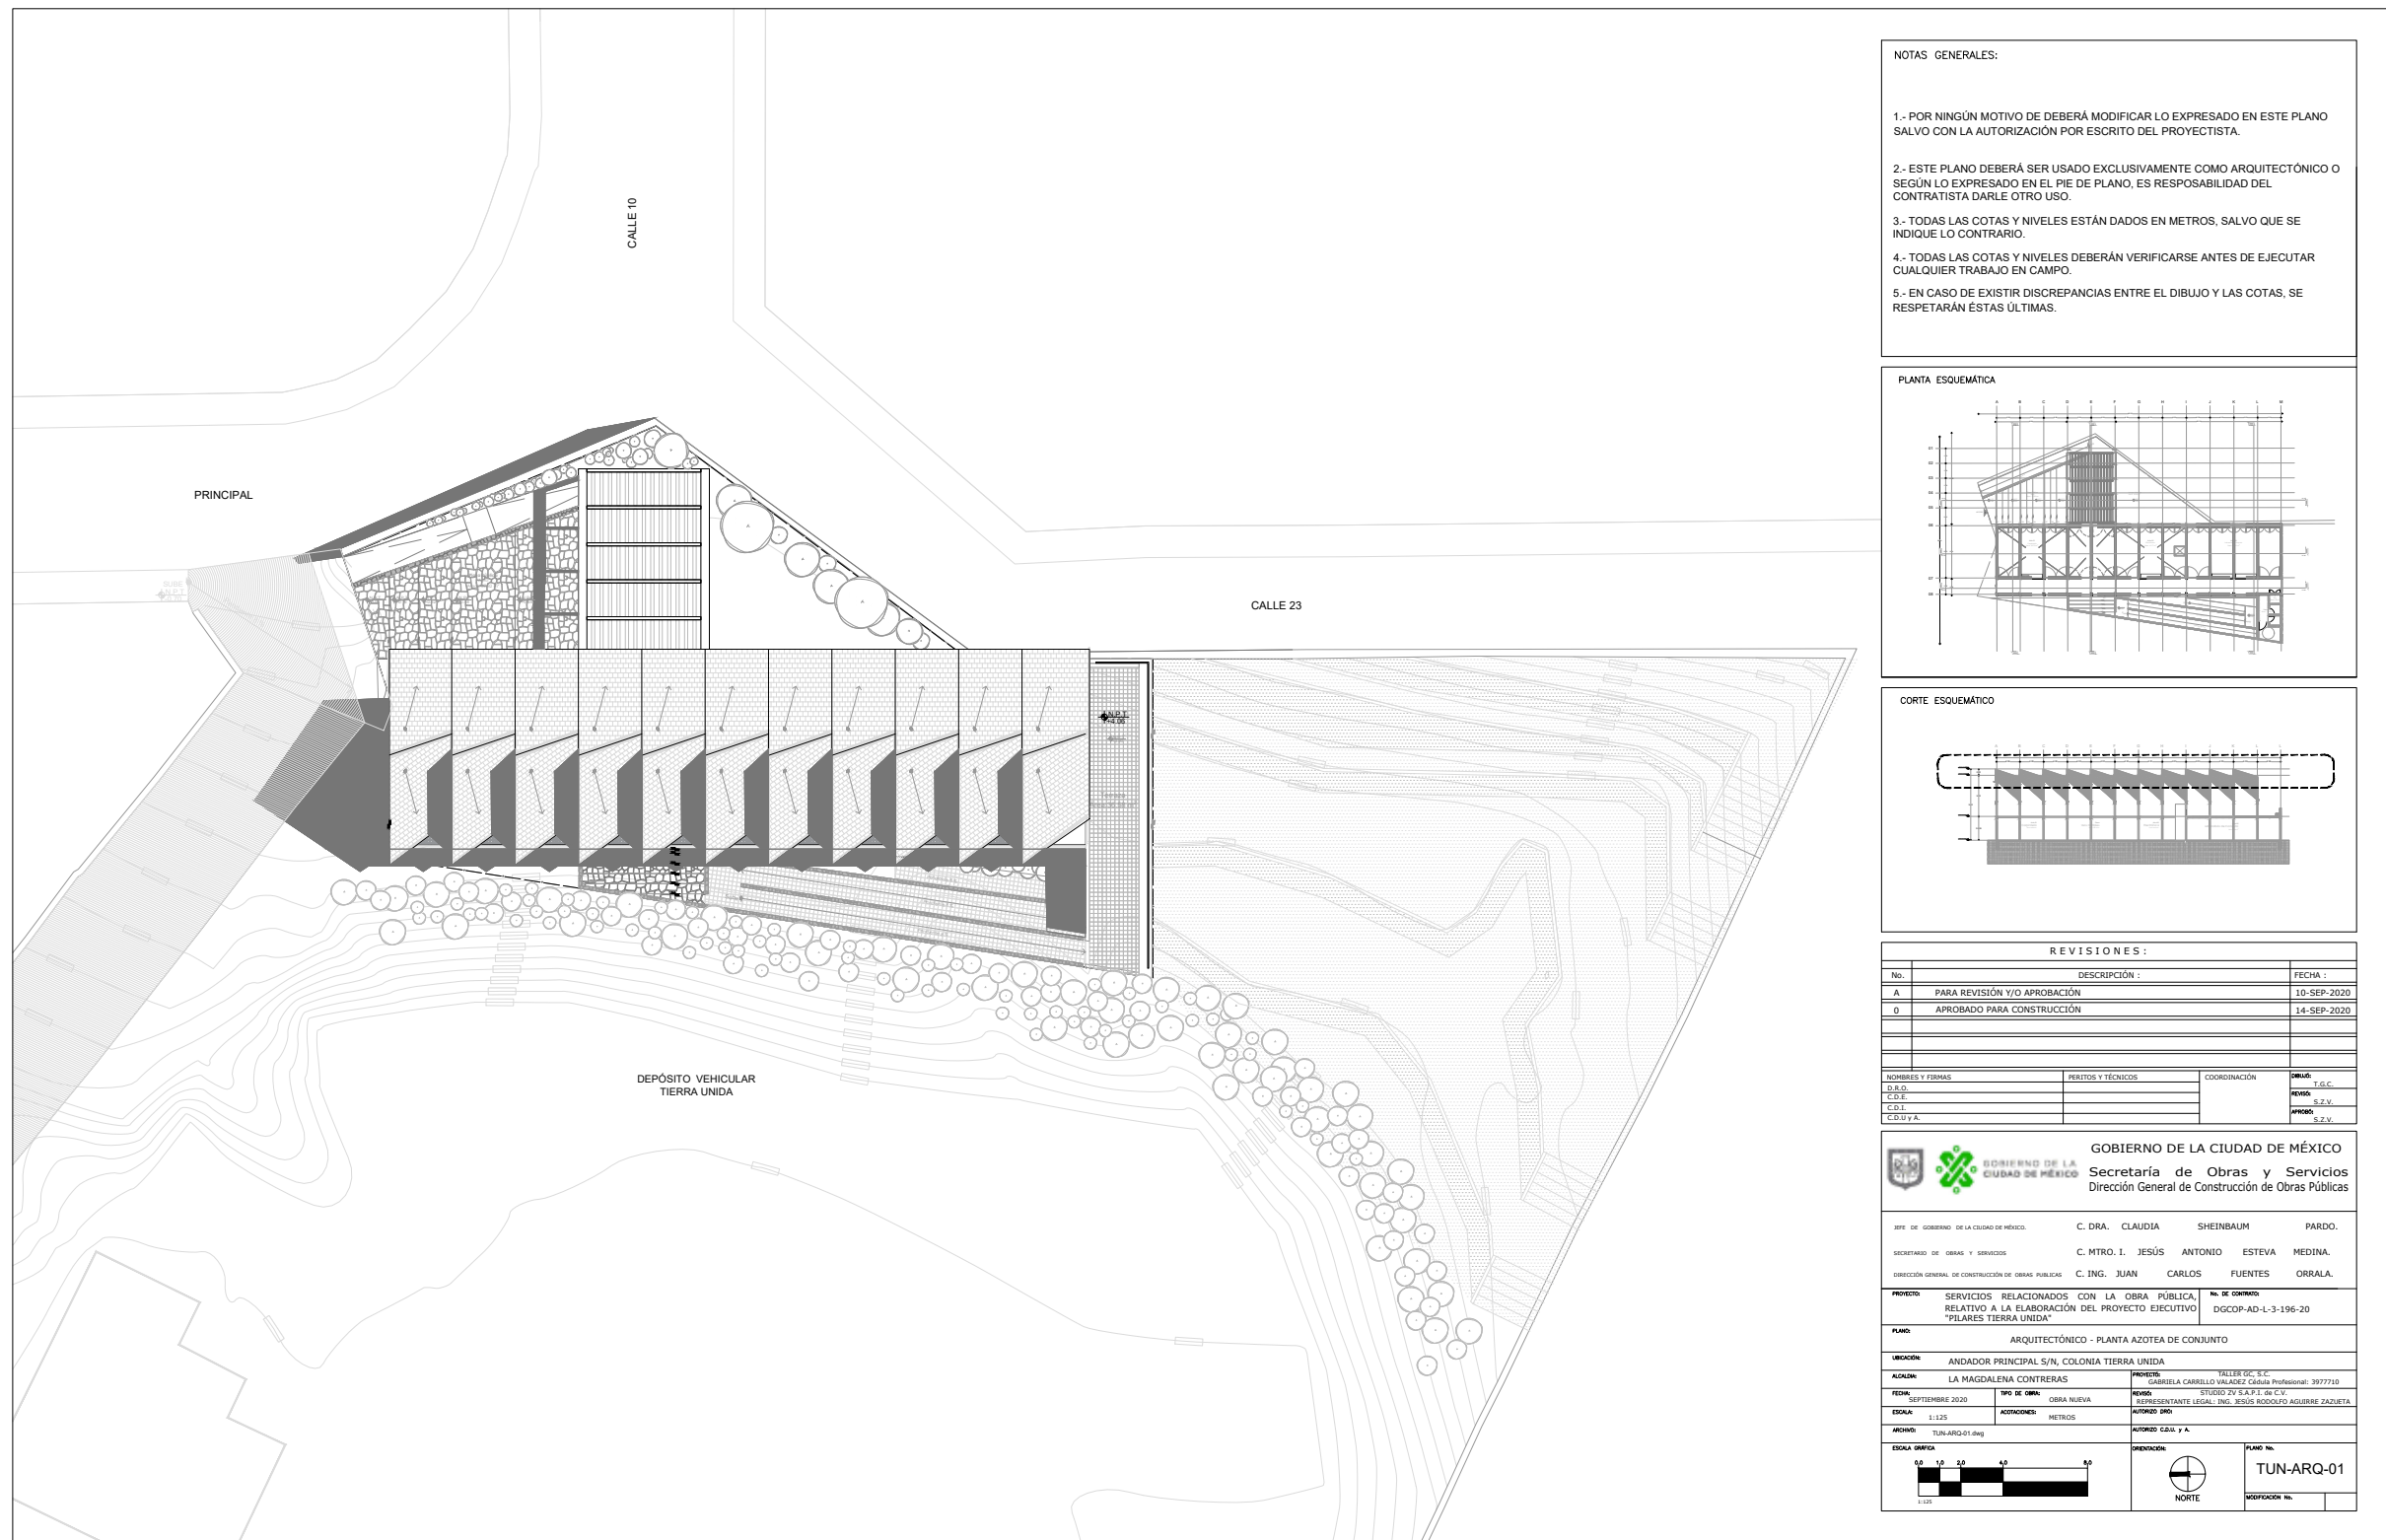 CALLE 10
PRINCIPAL
CALLE 23
N.P.T.
+4.06
DEPÓSITO VEHICULAR
TIERRA UNIDA
NOTAS GENERALES:
1.- POR NINGÚN MOTIVO DE DEBERÁ MODIFICAR LO EXPRESADO EN ESTE PLANO
SALVO CON LA AUTORIZACIÓN POR ESCRITO DEL PROYECTISTA.
2.- ESTE PLANO DEBERÁ SER USADO EXCLUSIVAMENTE COMO ARQUITECTÓNICO O
SEGÚN LO EXPRESADO EN EL PIE DE PLANO, ES RESPOSABILIDAD DEL
CONTRATISTA DARLE OTRO USO.
3.- TODAS LAS COTAS Y NIVELES ESTÁN DADOS EN METROS, SALVO QUE SE
INDIQUE LO CONTRARIO.
4.- TODAS LAS COTAS Y NIVELES DEBERÁN VERIFICARSE ANTES DE EJECUTAR
CUALQUIER TRABAJO EN CAMPO.
5.- EN CASO DE EXISTIR DISCREPANCIAS ENTRE EL DIBUJO Y LAS COTAS, SE
RESPETARÁN ÉSTAS ÚLTIMAS.
PLANTA ESQUEMÁTICA
CORTE ESQUEMÁTICO
REVISIONES:
No. DESCRIPCIÓN : FECHA :
A PARA REVISIÓN Y/O APROBACIÓN 10-SEP-2020
0 APROBADO PARA CONSTRUCCIÓN 14-SEP-2020
NOMBRES Y FIRMAS PERITOS Y TÉCNICOS COORDINACIÓN DIBUJÓ: T.G.C.
D.R.O.
C.D.E. REVISÓ: S.Z.V.
C.D.I.
C.D.U y A. APROBÓ: S.Z.V.
GOBIERNO DE LA
CIUDAD DE MÉXICO
GOBIERNO DE LA CIUDAD DE MÉXICO
Secretaría de Obras y Servicios
Dirección General de Construcción de Obras Públicas
JEFE DE GOBIERNO DE LA CIUDAD DE MÉXICO. C. DRA. CLAUDIA SHEINBAUM PARDO.
SECRETARIO DE OBRAS Y SERVICIOS C. MTRO. I. JESÚS ANTONIO ESTEVA MEDINA.
DIRECCIÓN GENERAL DE CONSTRUCCIÓN DE OBRAS PUBLICAS C. ING. JUAN CARLOS FUENTES ORRALA.
PROYECTO: SERVICIOS RELACIONADOS CON LA OBRA PÚBLICA,
RELATIVO A LA ELABORACIÓN DEL PROYECTO EJECUTIVO
"PILARES TIERRA UNIDA"
No. DE CONTRATO:
DGCOP-AD-L-3-196-20
PLANO:
ARQUITECTÓNICO - PLANTA AZOTEA DE CONJUNTO
UBICACIÓN: ANDADOR PRINCIPAL S/N, COLONIA TIERRA UNIDA
ALCALDIA: LA MAGDALENA CONTRERAS
PROYECTO: TALLER GC, S.C.
GABRIELA CARRILLO VALADEZ Cédula Profesional: 3977710
FECHA: SEPTIEMBRE 2020
TIPO DE OBRA: OBRA NUEVA
REVISÓ: STUDIO ZV S.A.P.I. de C.V.
REPRESENTANTE LEGAL: ING. JESÚS RODOLFO AGUIRRE ZAZUETA
ESCALA: 1:125
ACOTACIONES: METROS
AUTORIZO DRO:
ARCHIVO: TUN-ARQ-01.dwg
AUTORIZO C.D.U. y A.
ESCALA GRÁFICA
0.0 1.0 2.0 4.0 8.0
1:125
ORIENTACIÓN:
NORTE
PLANO No.
TUN-ARQ-01
MODIFICACIÓN No.